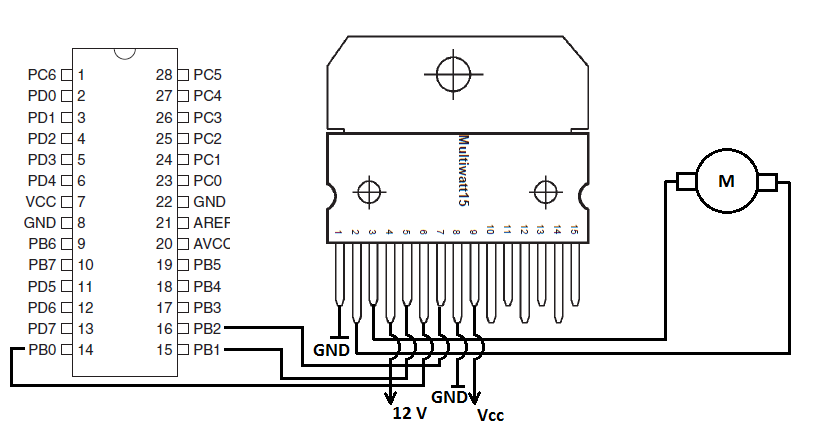 PC6 1 28 PC5
PD0 2 27 PC4
PD1 3 26 PC3
PD2 4 25 PC2
PD3 5 24 PC1
PD4 6 23 PC0
VCC 7 22 GND
GND 8 21 AREF
PB6 9 20 AVCC
PB7 10 19 PB5
PD5 11 18 PB4
PD6 12 17 PB3
PD7 13 16 PB2
PB0 14 15 PB1
Multiwatt15
1 2 3 4 5 6 7 8 9 10 11 12 13 14 15
M
GND
12 V
GND
Vcc